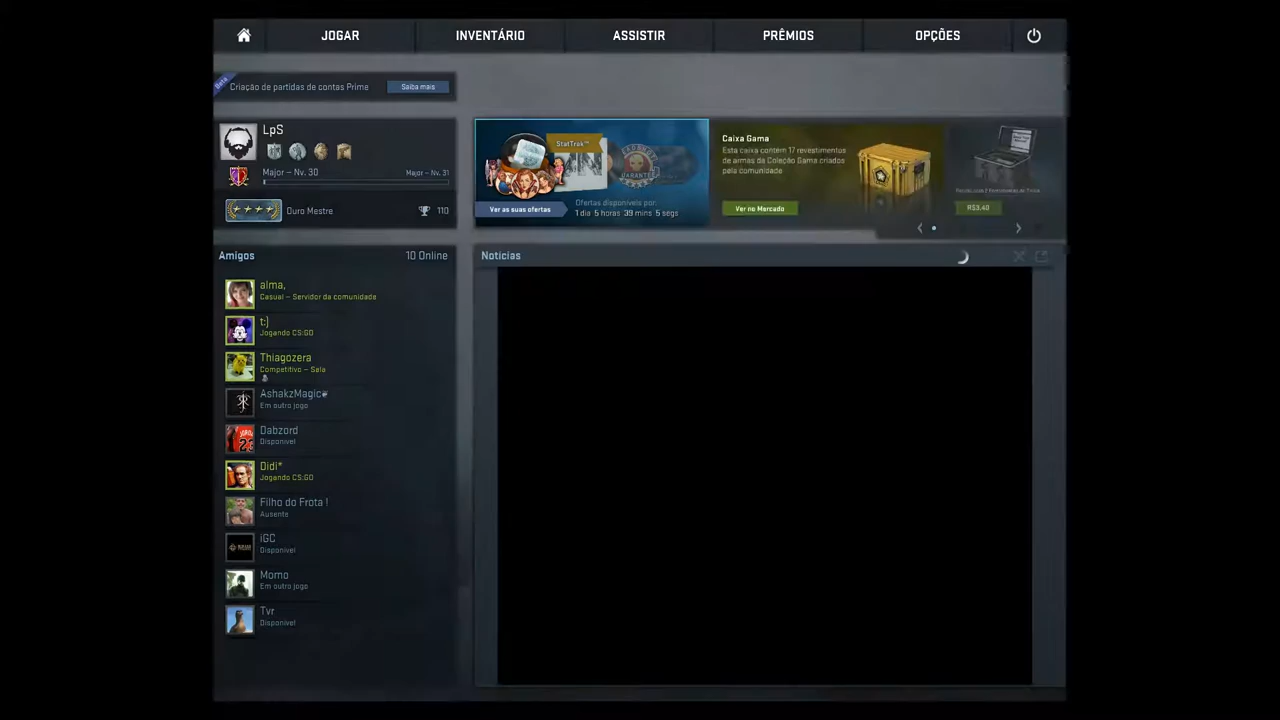 JOGAR
INVENTÁRIO
ASSISTIR
PRÊMIOS
OPÇÕES
Beta
Criação de partidas de contas Prime
Saiba mais
LpS
Major – Nv. 30
Major – Nv. 31
Duro Mestre
110
StatTrak™
Ver as suas ofertas
Ofertas disponíveis por:
1 dia 5 horas 39 mins 5 segs
Caixa Gama
Esta caixa contém 17 revestimentos
de armas da Coleção Gama criados
pela comunidade
Ver no Mercado
R$3,40
Amigos
10 Online
Notícias
alma,
Casual – Servidor da comunidade
t:)
Jogando CS:GO
Thiagozera
Competitivo – Sala
AshakzMagic
Em outro jogo
Dabzord
Disponível
Didi*
Jogando CS:GO
Filho do Frota !
Ausente
iGC
Disponível
Momo
Em outro jogo
Tvr
Disponível